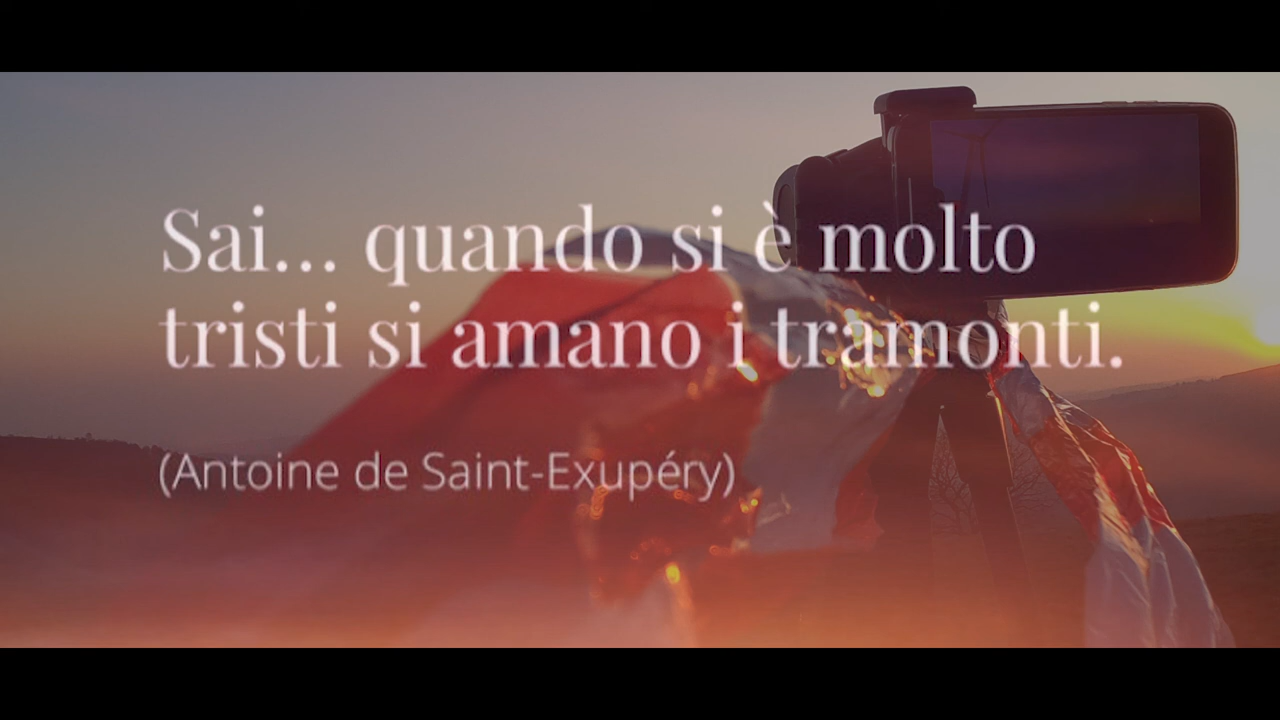 Sai... quando si è molto
tristi si amano i tramonti.
(Antoine de Saint-Exupéry)